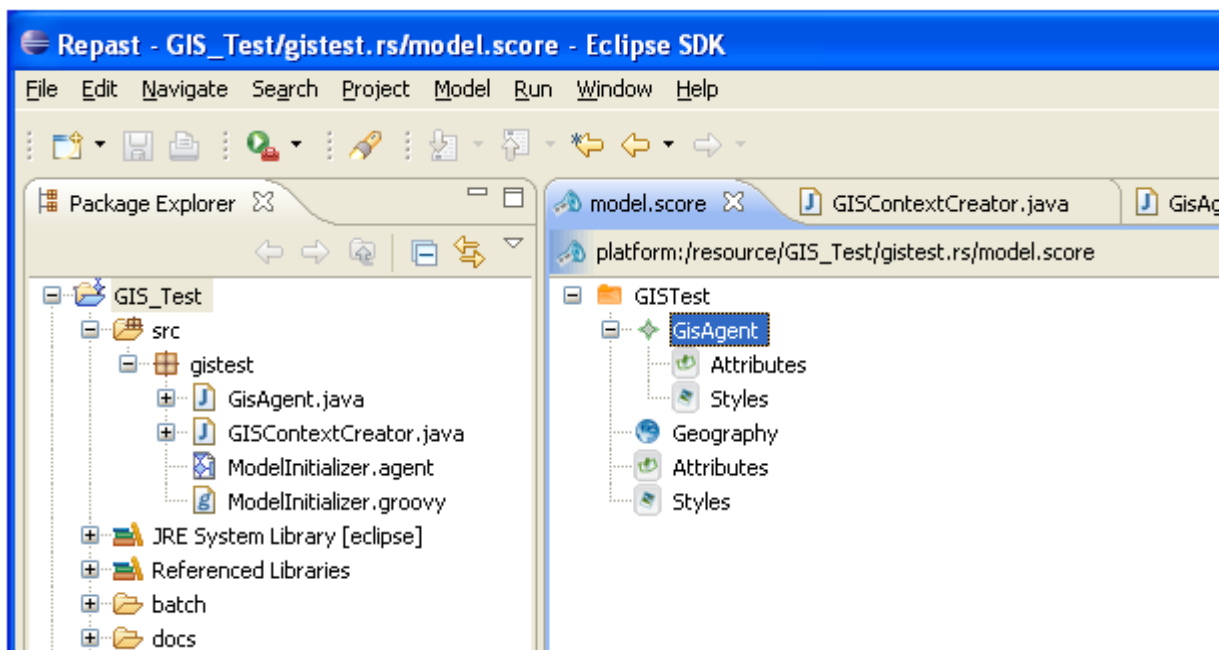 Repast - GIS_Test/gistest.rs/model.score - Eclipse SDK
File Edit Navigate Search Project Model Run Window Help
Package Explorer
model.score
GISContextCreator.java
GisAg
platform:/resource/GIS_Test/gistest.rs/model.score
GIS_Test
src
gistest
GisAgent.java
GISContextCreator.java
ModelInitializer.agent
ModelInitializer.groovy
JRE System Library [eclipse]
Referenced Libraries
batch
docs
GISTest
GisAgent
Attributes
Styles
Geography
Attributes
Styles